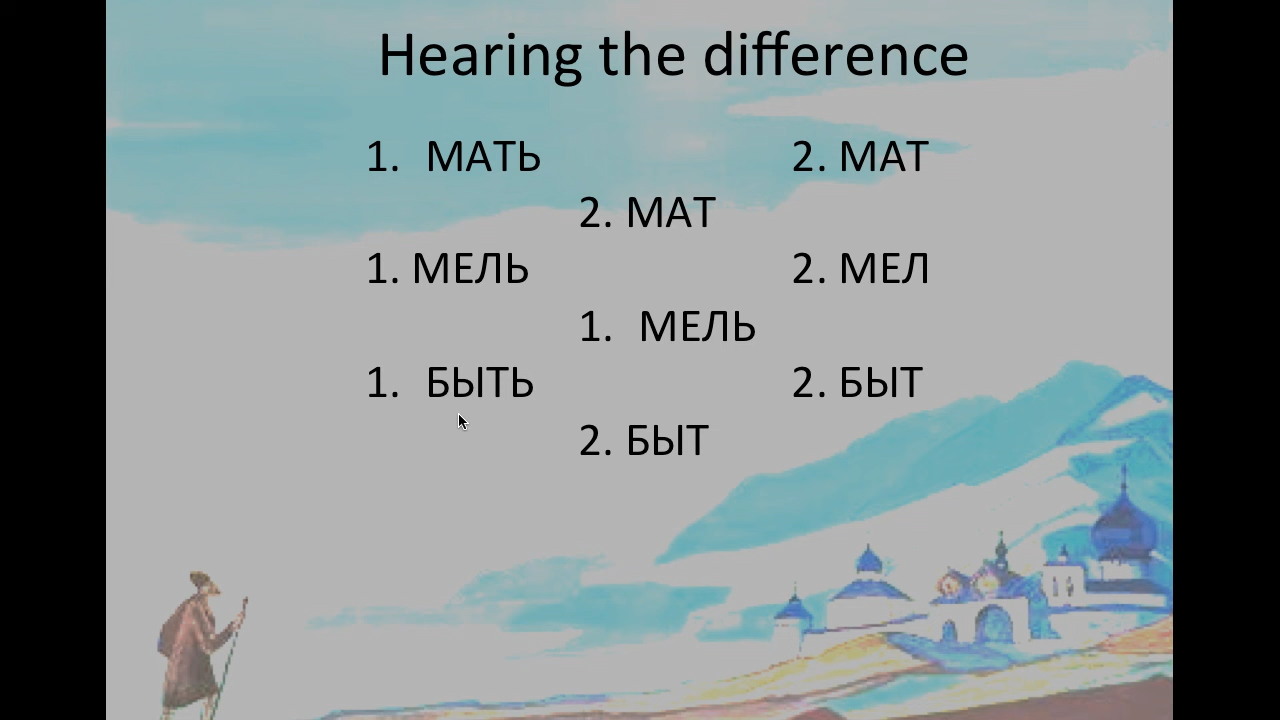 Hearing the difference
1. МАТЬ 2. МАТ
2. МАТ
1. МЕЛЬ 2. МЕЛ
1. МЕЛЬ
1. БЫТЬ 2. БЫТ
2. БЫТ